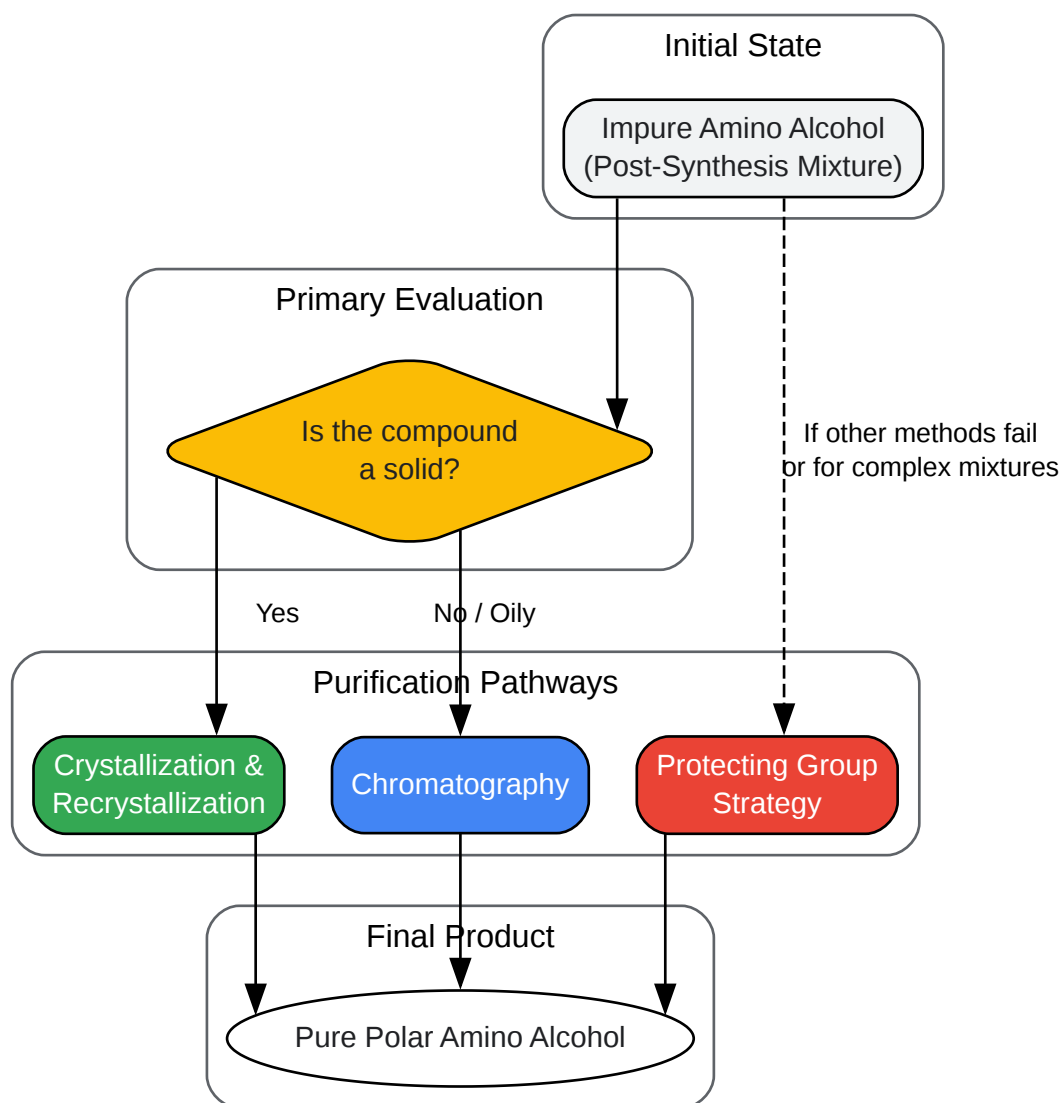 Initial State
Impure Amino Alcohol
(Post-Synthesis Mixture)
Primary Evaluation
Is the compound
a solid?
If other methods fail
or for complex mixtures
Yes
No / Oily
Purification Pathways
Crystallization &
Recrystallization
Chromatography
Protecting Group
Strategy
Final Product
Pure Polar Amino Alcohol